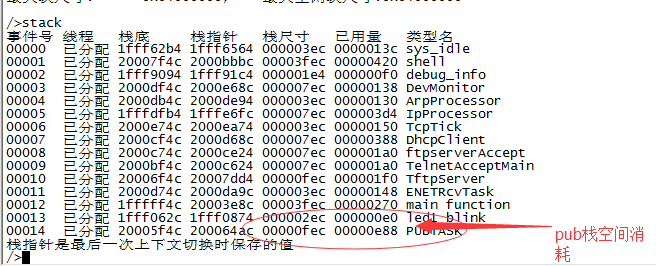 />stack
事件号 线程 栈底 栈指针 栈尺寸 已用量 类型名
00000 已分配 1fff62b4 1fff6564 000003ec 0000013c sys_idle
00001 已分配 20007f4c 2000bbbc 00003fec 00000420 shell
00002 已分配 1fff9094 1fff91c4 000001e4 000000f0 debug_info
00003 已分配 2000df4c 2000e68c 000007ec 00000138 DevMonitor
00004 已分配 2000db4c 2000de94 000003ec 00000130 ArpProcessor
00005 已分配 1fffdfb4 1fffe6fc 000007ec 000003d4 IpProcessor
00006 已分配 2000e74c 2000ea74 000003ec 00000150 TcpTick
00007 已分配 2000cf4c 2000d68c 000007ec 00000388 DhcpClient
00008 已分配 2000c74c 2000ce24 000007ec 000001a0 ftpserverAccept
00009 已分配 2000bf4c 2000c624 000007ec 000001a0 TelnetAcceptMain
00010 已分配 20006f4c 20007dd4 00000fec 000001f0 TftpServer
00011 已分配 2000d74c 2000da9c 000003ec 00000148 ENETRcvTask
00012 已分配 1fffff4c 20003e8c 00003fec 00000270 main function
00013 已分配 1fff062c 1fff0874 000002ec 000000e0 led1_blink
00014 已分配 20005f4c 200064ac 00000fec 00000e88 PUBTASK
pub栈空间消
耗
栈指针是最后一次上下文切换时保存的值
/>